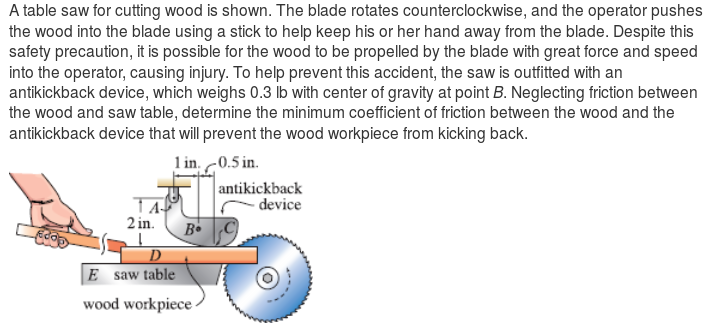 A table saw for cutting wood is shown. The blade rotates counterclockwise, and the operator pushes
the wood into the blade using a stick to help keep his or her hand away from the blade. Despite this
safety precaution, it is possible for the wood to be propelled by the blade with great force and speed
into the operator, causing injury. To help prevent this accident, the saw is outfitted with an
antikickback device, which weighs 0.3 lb with center of gravity at point B. Neglecting friction between
the wood and saw table, determine the minimum coefficient of friction between the wood and the
antikickback device that will prevent the wood workpiece from kicking back.
1 in. 0.5 in.
antikickback
device
A
2 in.
B C
D
E saw table
wood workpiece